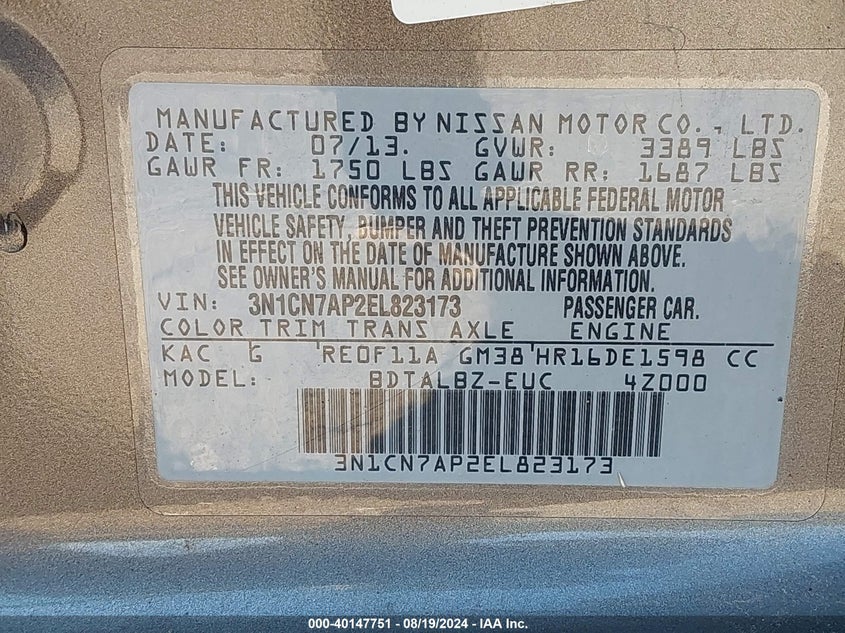 MANUFACTURED BY NISSAN MOTOR CO., LTD.
DATE: 07/13. GVWR: 3389 LBS
GAWR FR: 1750 LBS GAWR RR: 1687 LBS
THIS VEHICLE CONFORMS TO ALL APPLICABLE FEDERAL MOTOR
VEHICLE SAFETY, BUMPER AND THEFT PREVENTION STANDARDS
IN EFFECT ON THE DATE OF MANUFACTURE SHOWN ABOVE.
SEE OWNER'S MANUAL FOR ADDITIONAL INFORMATION.
VIN: 3N1CN7AP2EL823173 PASSENGER CAR.
COLOR TRIM TRANS AXLE ENGINE
KAC G RE0F11A GM38 HR16DE1598 CC
MODEL: BDTALBZ-EUC 4Z000
3N1CN7AP2EL823173
000-40147751 - 08/19/2024 - IAA Inc.